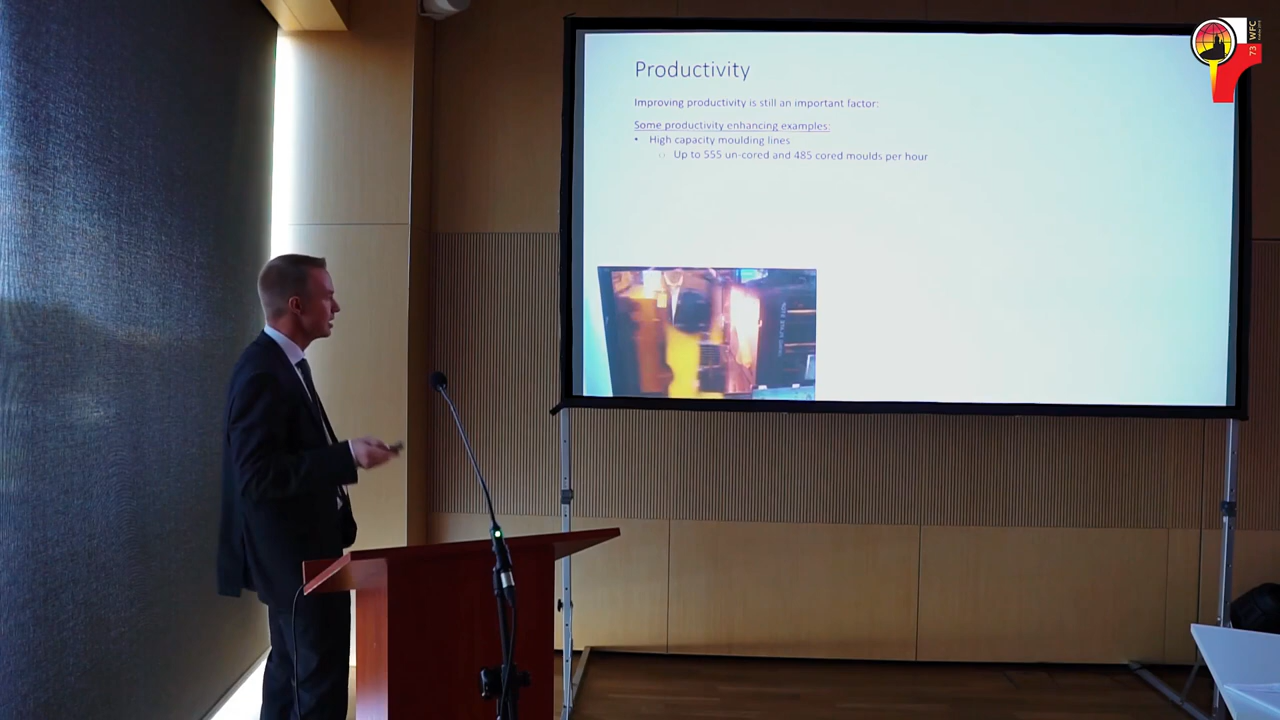 Productivity
Improving productivity is still an important factor:
Some productivity enhancing examples:
• High capacity moulding lines
○ Up to 555 un-cored and 485 cored moulds per hour
73 WFC